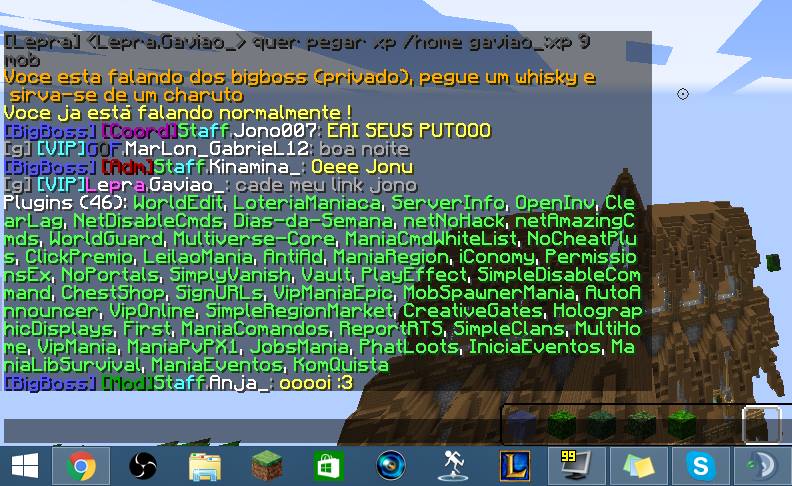 [Lepra] <Lepra.Gaviao_> quer pegar xp /home gaviao_:xp 9
mob
Voce esta falando dos bigboss (privado), pegue um whisky e
sirva-se de um charuto
Voce ja está falando normalmente !
[BigBoss] [Coord]Staff.Jono007: EAI SEUS PUTOOO
[g] [VIP]GOF.MarLon_GabrieL12: boa noite
[BigBoss] [Adm]Staff.Kinamina_: Oeee Jonu
[g] [VIP]Lepra.Gaviao_: cade meu link jono
Plugins (46): WorldEdit, LoteriaManiaca, ServerInfo, OpenInv, Cle
arLag, NetDisableCmds, Dias-da-Semana, netNoHack, netAmazingC
mds, WorldGuard, Multiverse-Core, ManiaCmdWhiteList, NoCheatPlu
s, ClickPremio, LeilaoMania, AntiAd, ManiaRegion, iConomy, Permissio
nsEx, NoPortals, SimplyVanish, Vault, PlayEffect, SimpleDisableCom
mand, ChestShop, SignURLs, VipManiaEpic, MobSpawnerMania, AutoA
nnouncer, VipOnline, SimpleRegionMarket, CreativeGates, Holograp
hicDisplays, First, ManiaComandos, ReportRTS, SimpleClans, MultiHo
me, VipMania, ManiaPvPX1, JobsMania, PhatLoots, IniciaEventos, Ma
niaLibSurvival, ManiaEventos, KomQuista
[BigBoss] [Mod]Staff.Anja_: ooooi :3
99